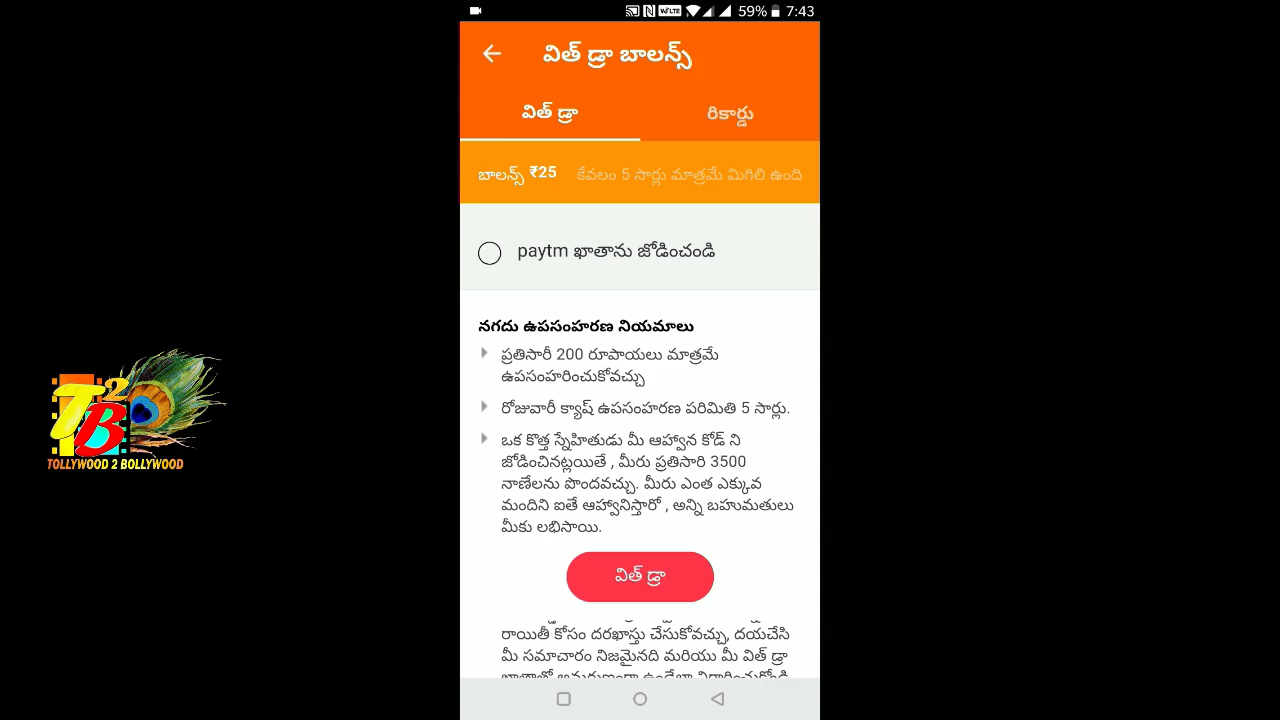 59% 7:43
విత్ డ్రా బాలన్స్
విత్ డ్రా రికార్డు
బాలన్స్ ₹25 కేవలం 5 సార్లు మాత్రమే మిగిలి ఉంది
paytm ఖాతాను జోడించండి
నగదు ఉపసంహరణ నియమాలు
ప్రతిసారీ 200 రూపాయలు మాత్రమే
ఉపసంహరించుకోవచ్చు
రోజువారీ క్యాష్ ఉపసంహరణ పరిమితి 5 సార్లు.
ఒక కొత్త స్నేహితుడు మీ ఆహ్వాన కోడ్ ని
జోడించినట్లయితే , మీరు ప్రతిసారి 3500
నాణేలను పొందవచ్చు. మీరు ఎంత ఎక్కువ
మందిని ఐతే ఆహ్వానిస్తారో , అన్ని బహుమతులు
మీకు లభిసాయి.
విత్ డ్రా
రాయితీ కోసం దరఖాస్తు చేసుకోవచ్చు, దయచేసి
మీ సమాచారం నిజమైనది మరియు మీ విత్ డ్రా
T2B
TOLLYWOOD 2 BOLLYWOOD